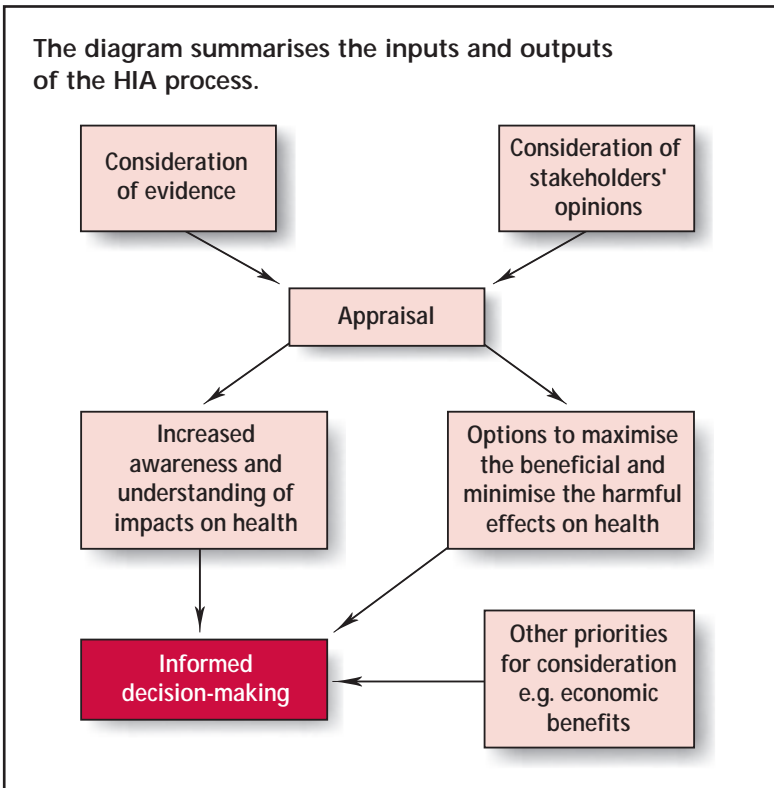 The diagram summarises the inputs and outputs
of the HIA process.
Consideration
of evidence
Consideration of
stakeholders'
opinions
Appraisal
Increased
awareness and
understanding of
impacts on health
Options to maximise
the beneficial and
minimise the harmful
effects on health
Informed
decision-making
Other priorities
for consideration
e.g. economic
benefits